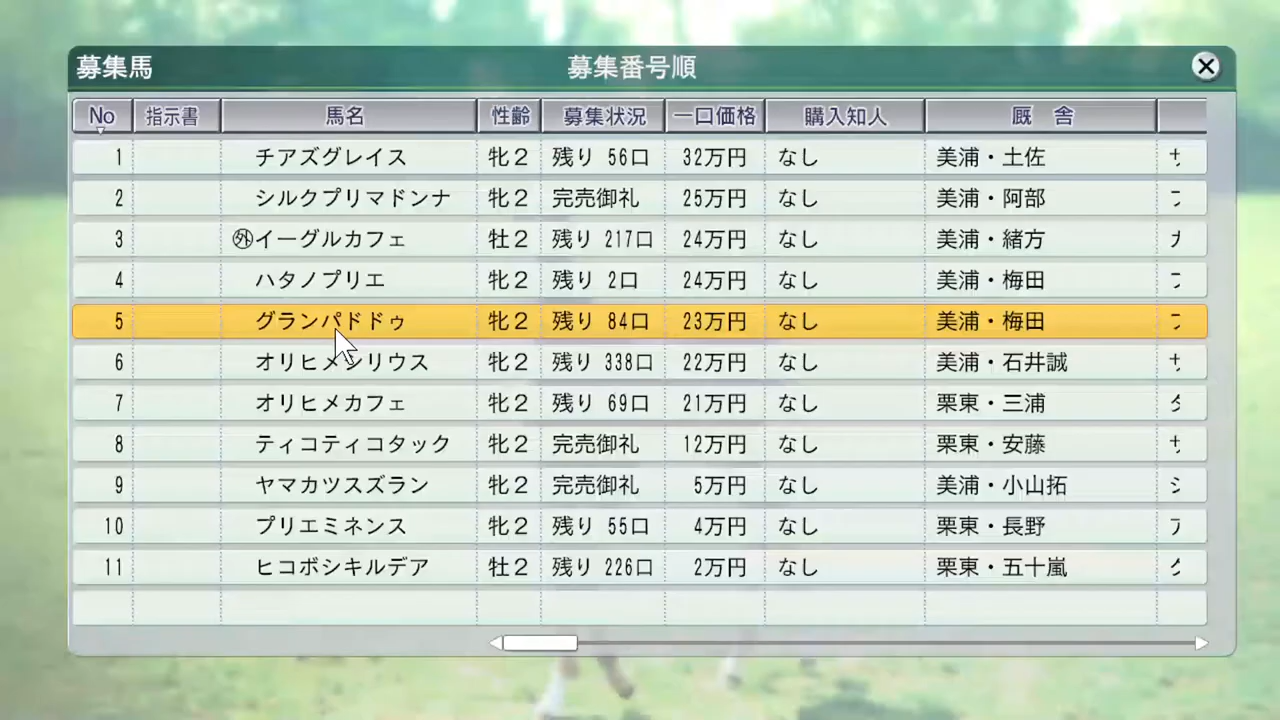 募集馬 募集番号順
No 指示書 馬名 性齢 募集状況 一口価格 購入知人 厩 舎
1 チアズグレイス 牝2 残り 56口 32万円 なし 美浦・土佐
2 シルクプリマドンナ 牝2 完売御礼 25万円 なし 美浦・阿部
3 ㊕イーグルカフェ 牡2 残り 217口 24万円 なし 美浦・緒方
4 ハタノプリエ 牝2 残り 2口 24万円 なし 美浦・梅田
5 グランパドドゥ 牝2 残り 84口 23万円 なし 美浦・梅田
6 オリヒメシリウス 牝2 残り 338口 22万円 なし 美浦・石井誠
7 オリヒメカフェ 牝2 残り 69口 21万円 なし 栗東・三浦
8 ティコティコタック 牝2 完売御礼 12万円 なし 栗東・安藤
9 ヤマカツスズラン 牝2 完売御礼 5万円 なし 美浦・小山拓
10 プリエミネンス 牝2 残り 55口 4万円 なし 栗東・長野
11 ヒコボシキルデア 牡2 残り 226口 2万円 なし 栗東・五十嵐